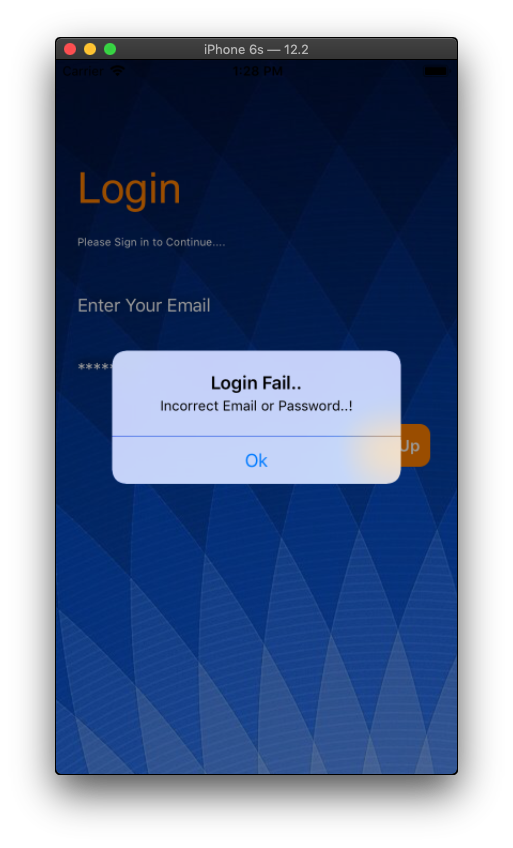 iPhone 6s — 12.2
Carrier 1:28 PM
Login
Please Sign in to Continue....
Enter Your Email
*****
Login Fail..
Incorrect Email or Password..!
Up
Ok